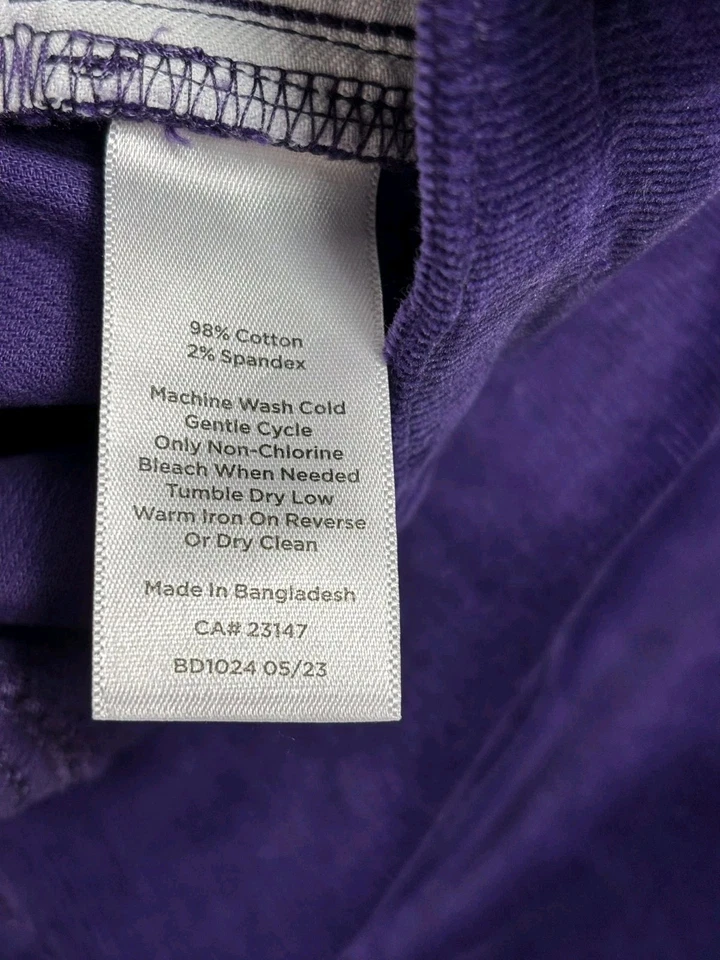 98% Cotton
2% Spandex
Machine Wash Cold
Gentle Cycle
Only Non-Chlorine
Bleach When Needed
Tumble Dry Low
Warm Iron On Reverse
Or Dry Clean
Made In Bangladesh
CA# 23147
BD1024 05/23